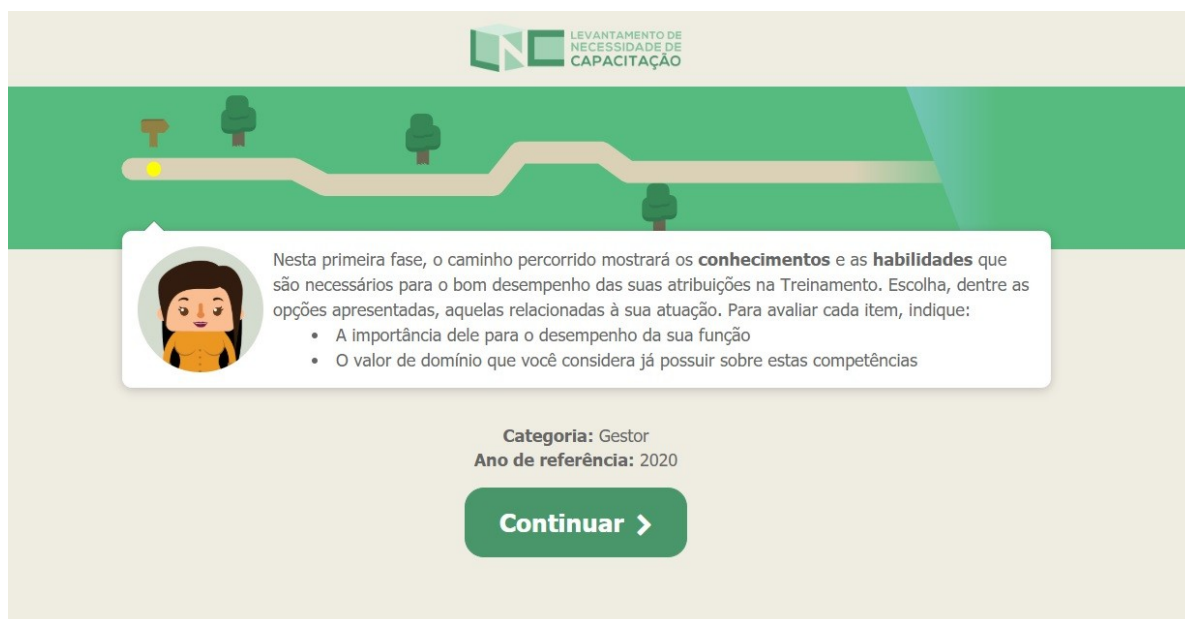 LEVANTAMENTO DE
NECESSIDADE DE
CAPACITAÇÃO
Nesta primeira fase, o caminho percorrido mostrará os conhecimentos e as habilidades que
são necessários para o bom desempenho das suas atribuições na Treinamento. Escolha, dentre as
opções apresentadas, aquelas relacionadas à sua atuação. Para avaliar cada item, indique:
• A importância dele para o desempenho da sua função
• O valor de domínio que você considera já possuir sobre estas competências
Categoria: Gestor
Ano de referência: 2020
Continuar